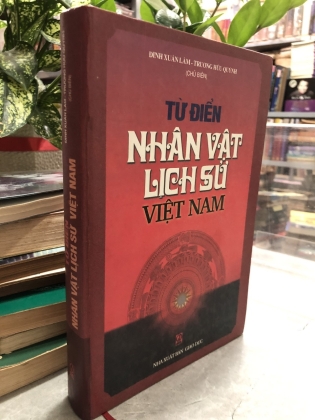 ĐINH XUÂN LÂM - TRƯƠNG HỮU QUÝNH
(CHỦ BIÊN)
TỪ ĐIỂN
NHÂN VẬT
LỊCH SỬ
VIỆT NAM
NHÀ XUẤT BẢN GIÁO DỤC
NHÂN VẬT LỊCH SỬ VIỆT NAM